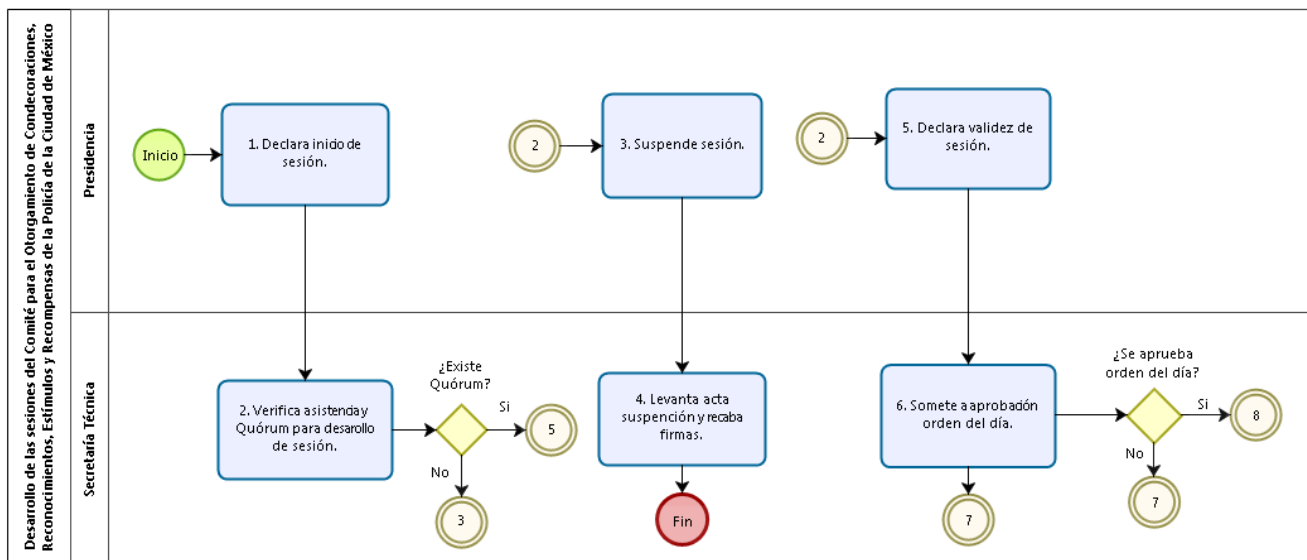 Desarrollo de las sesiones del Comité para el Otorgamiento de Condecoraciones,
Reconocimientos, Estímulos y Recompensas de la Policía de la Ciudad de México
Presidencia
Inicio
1. Declara inicio de
sesión.
2
3. Suspende sesión.
2
5. Declara validez de
sesión.
Secretaría Técnica
2. Verifica asistencia y
Quórum para desarollo
de sesión.
¿Existe
Quórum?
Si
5
No
3
4. Levanta acta
suspención y recaba
firmas.
Fin
6. Somete a aprobación
orden del día.
7
¿Se aprueba
orden del día?
Si
8
No
7